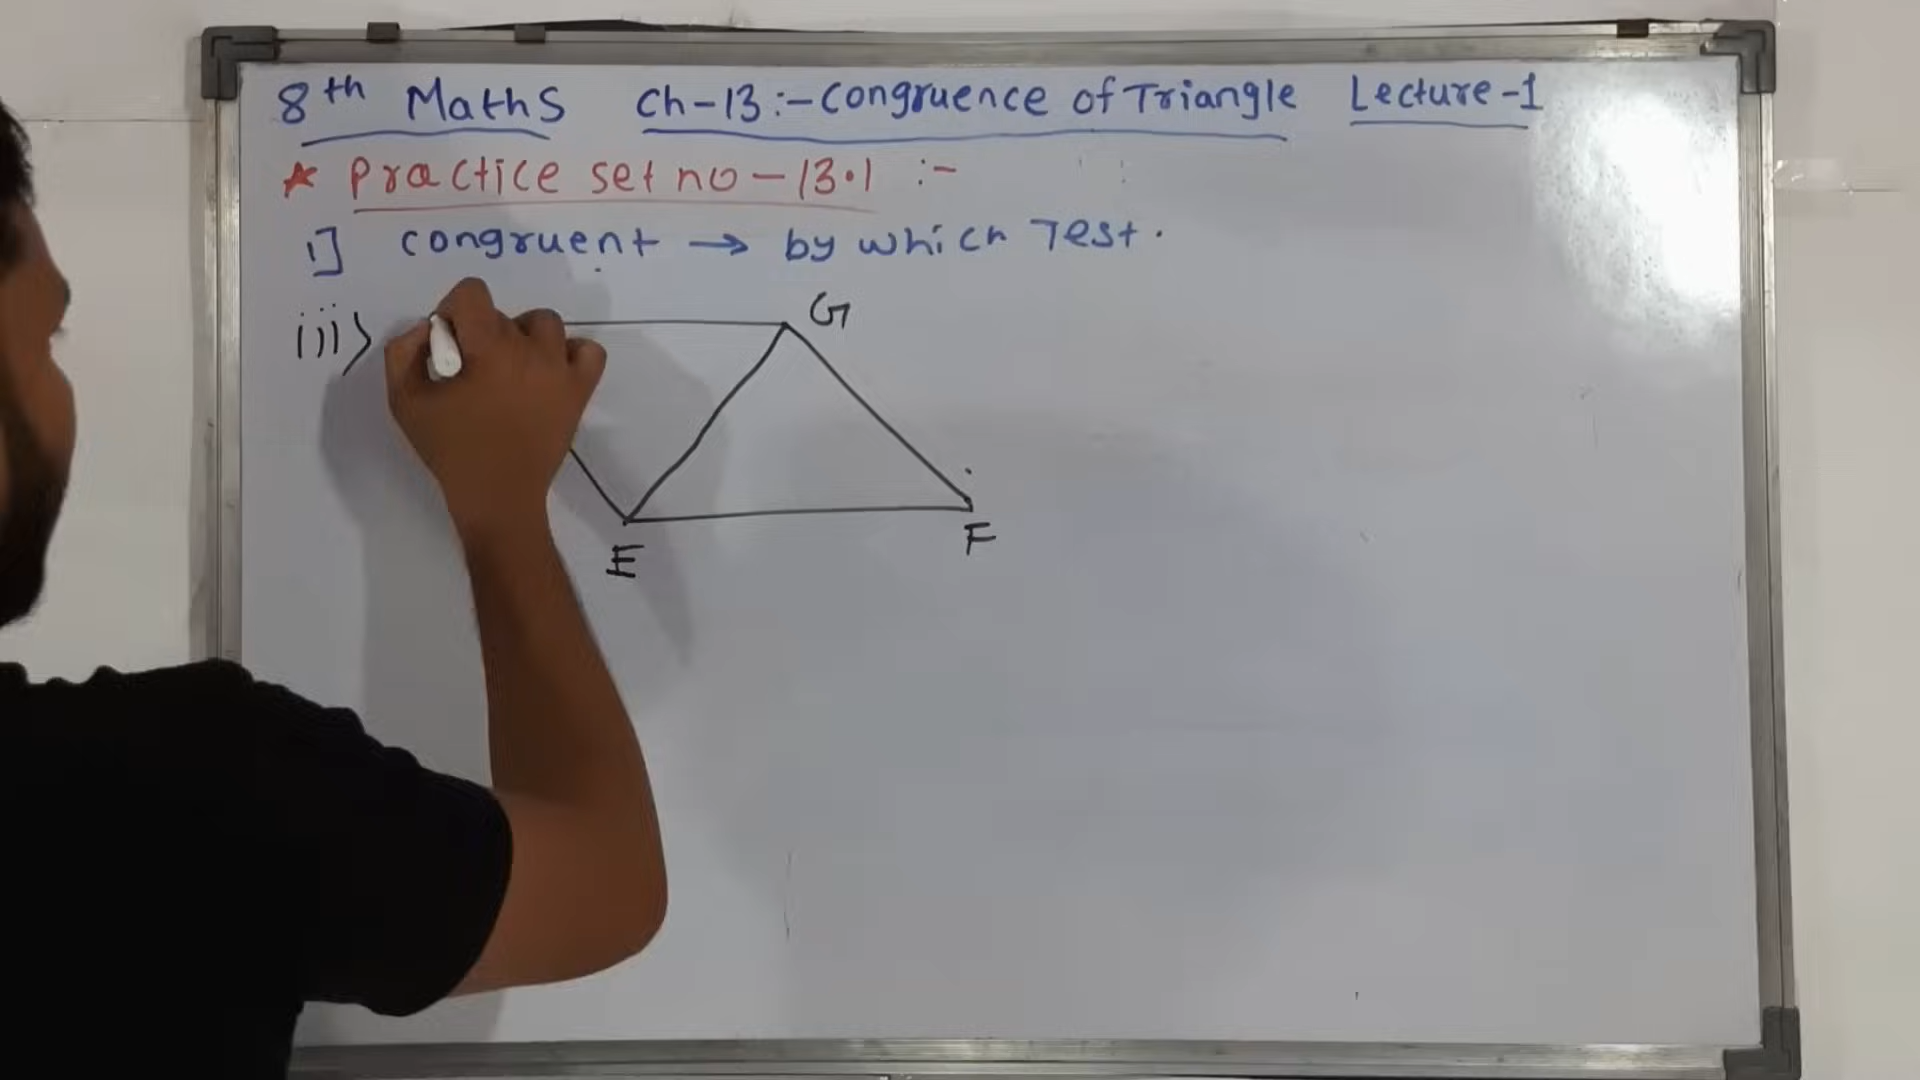 8th Maths Ch-13:- Congruence of Triangle Lecture-1
* Practice set no - 13.1 :-
1] Congruent → by which Test.
iii>
G
E
F